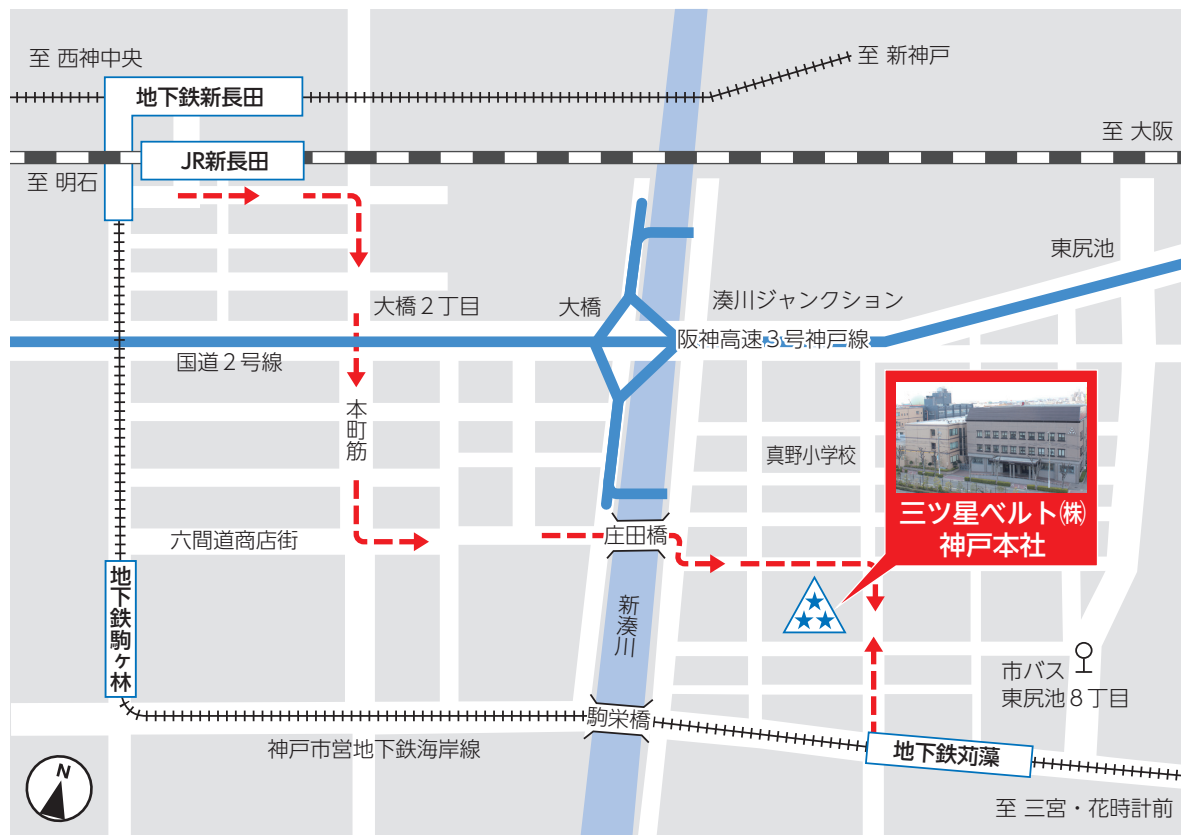 至 西神中央
至 新神戸
地下鉄新長田
至 大阪
JR新長田
至 明石
東尻池
大橋２丁目
大橋
湊川ジャンクション
阪神高速３号神戸線
国道２号線
本町筋
真野小学校
三ツ星ベルト㈱
神戸本社
六間道商店街
庄田橋
地下鉄駒ヶ林
新湊川
市バス
東尻池８丁目
駒栄橋
神戸市営地下鉄海岸線
地下鉄苅藻
N
至 三宮・花時計前